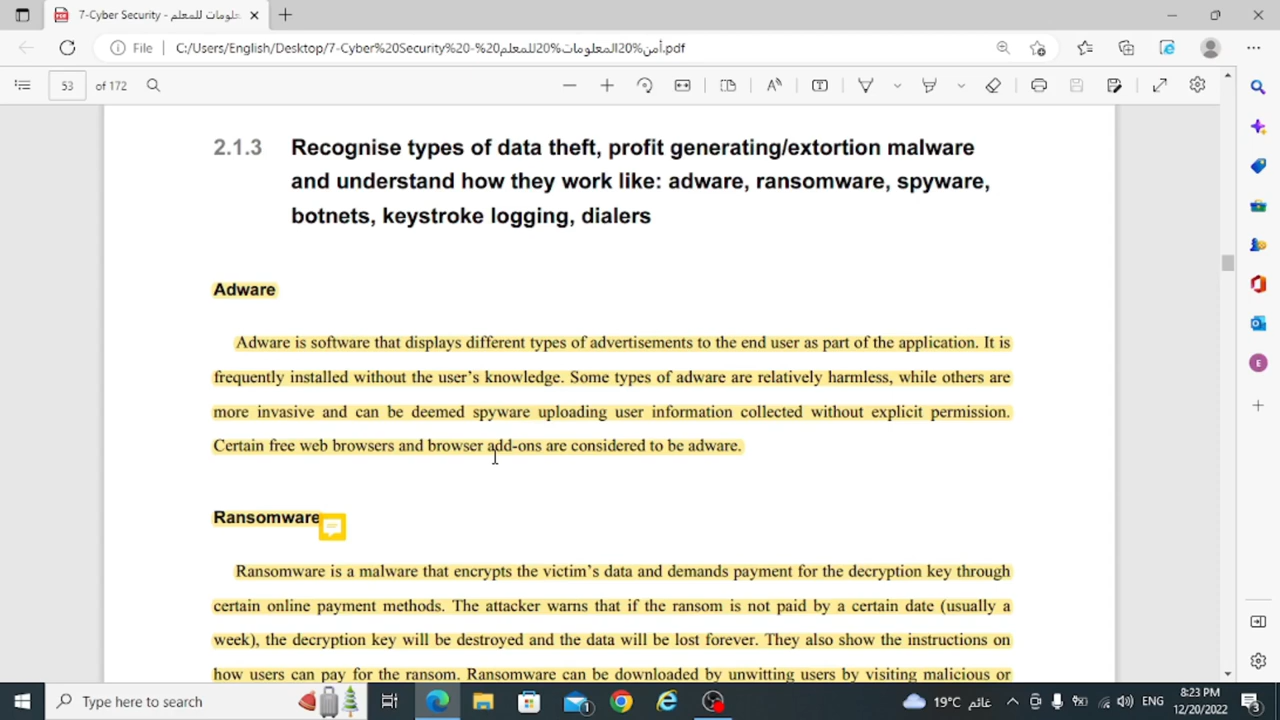 7-Cyber Security - أمن المعلومات للمعلم
File
C:/Users/English/Desktop/7-Cyber%20Security%20-%20أمن%20المعلومات%20للمعلم.pdf
53 of 172
2.1.3 Recognise types of data theft, profit generating/extortion malware
and understand how they work like: adware, ransomware, spyware,
botnets, keystroke logging, dialers
Adware
Adware is software that displays different types of advertisements to the end user as part of the application. It is
frequently installed without the user's knowledge. Some types of adware are relatively harmless, while others are
more invasive and can be deemed spyware uploading user information collected without explicit permission.
Certain free web browsers and browser add-ons are considered to be adware.
Ransomware
Ransomware is a malware that encrypts the victim's data and demands payment for the decryption key through
certain online payment methods. The attacker warns that if the ransom is not paid by a certain date (usually a
week), the decryption key will be destroyed and the data will be lost forever. They also show the instructions on
how users can pay for the ransom. Ransomware can be downloaded by unwitting users by visiting malicious or
Type here to search
19°C غائم
ENG
8:23 PM
12/20/2022